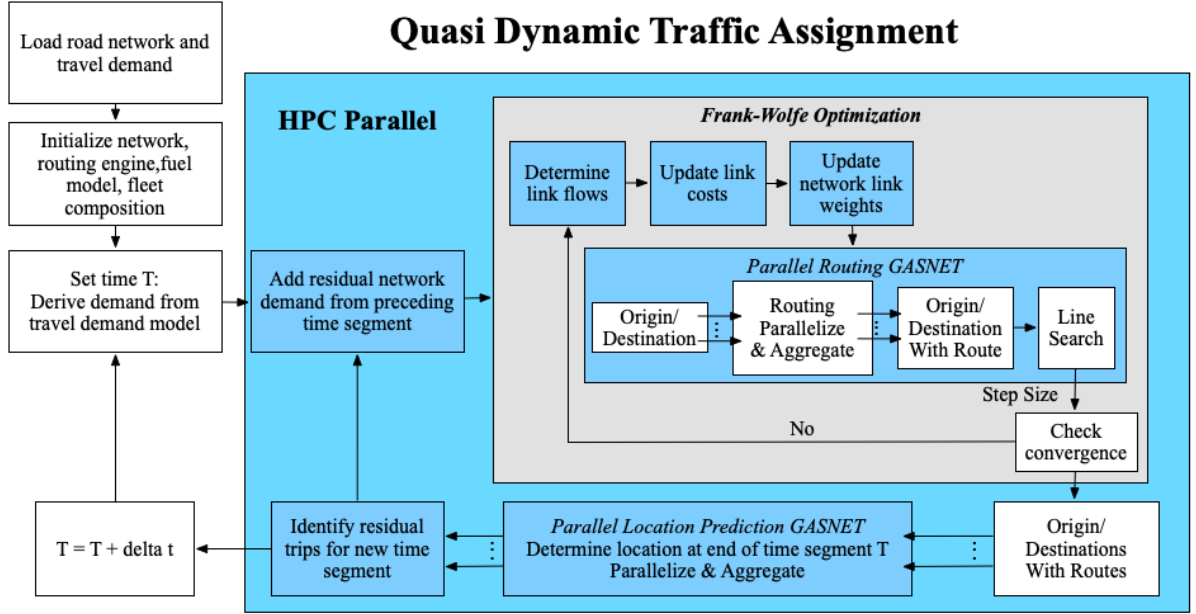 Quasi Dynamic Traffic Assignment
Load road network and
travel demand
Initialize network,
routing engine,fuel
model, fleet
composition
Set time T:
Derive demand from
travel demand model
HPC Parallel
Add residual network
demand from preceding
time segment
Frank-Wolfe Optimization
Determine
link flows
Update link
costs
Update
network link
weights
Parallel Routing GASNET
Origin/
Destination
Routing
Parallelize
& Aggregate
Origin/
Destination
With Route
Line
Search
Step Size
No
Check
convergence
T = T + delta t
Identify residual
trips for new time
segment
Parallel Location Prediction GASNET
Determine location at end of time segment T
Parallelize & Aggregate
Origin/
Destinations
With Routes